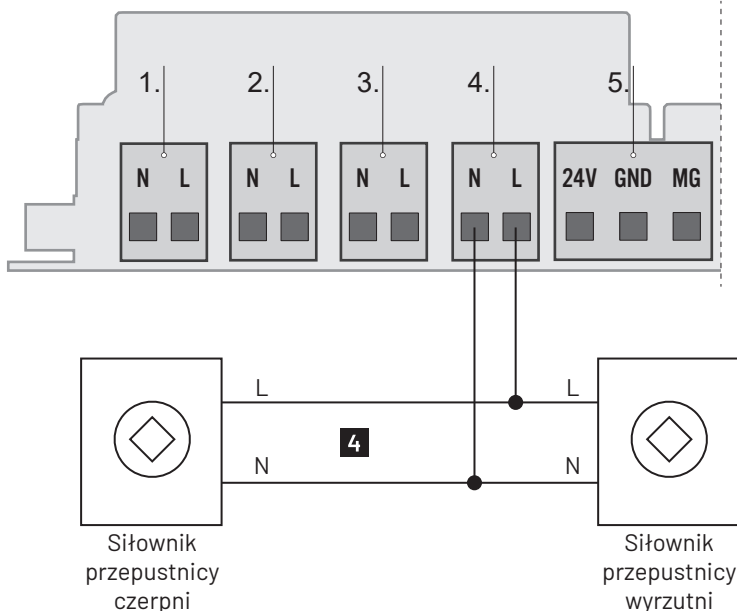 1. 2. 3. 4. 5.
N L N L N L N L 24V GND MG
L L
4
N N
Siłownik Siłownik
przepustnicy przepustnicy
czerpni wyrzutni